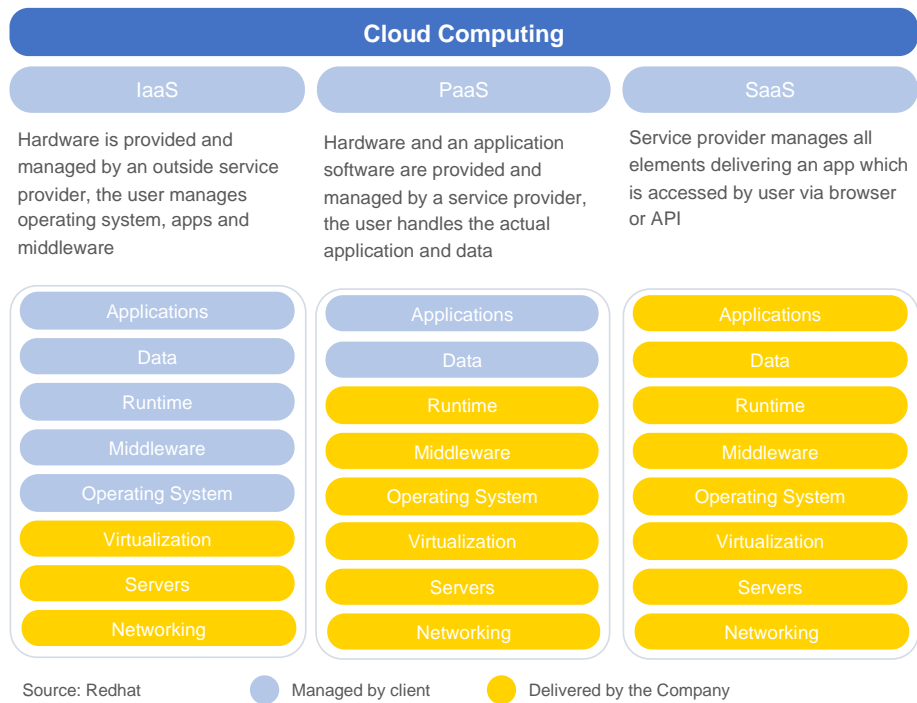 Cloud Computing
IaaS
PaaS
SaaS
Hardware is provided and
managed by an outside service
provider, the user manages
operating system, apps and
middleware
Hardware and an application
software are provided and
managed by a service provider,
the user handles the actual
application and data
Service provider manages all
elements delivering an app which
is accessed by user via browser
or API
Applications
Data
Runtime
Middleware
Operating System
Virtualization
Servers
Networking
Applications
Data
Runtime
Middleware
Operating System
Virtualization
Servers
Networking
Applications
Data
Runtime
Middleware
Operating System
Virtualization
Servers
Networking
Source: Redhat
Managed by client
Delivered by the Company